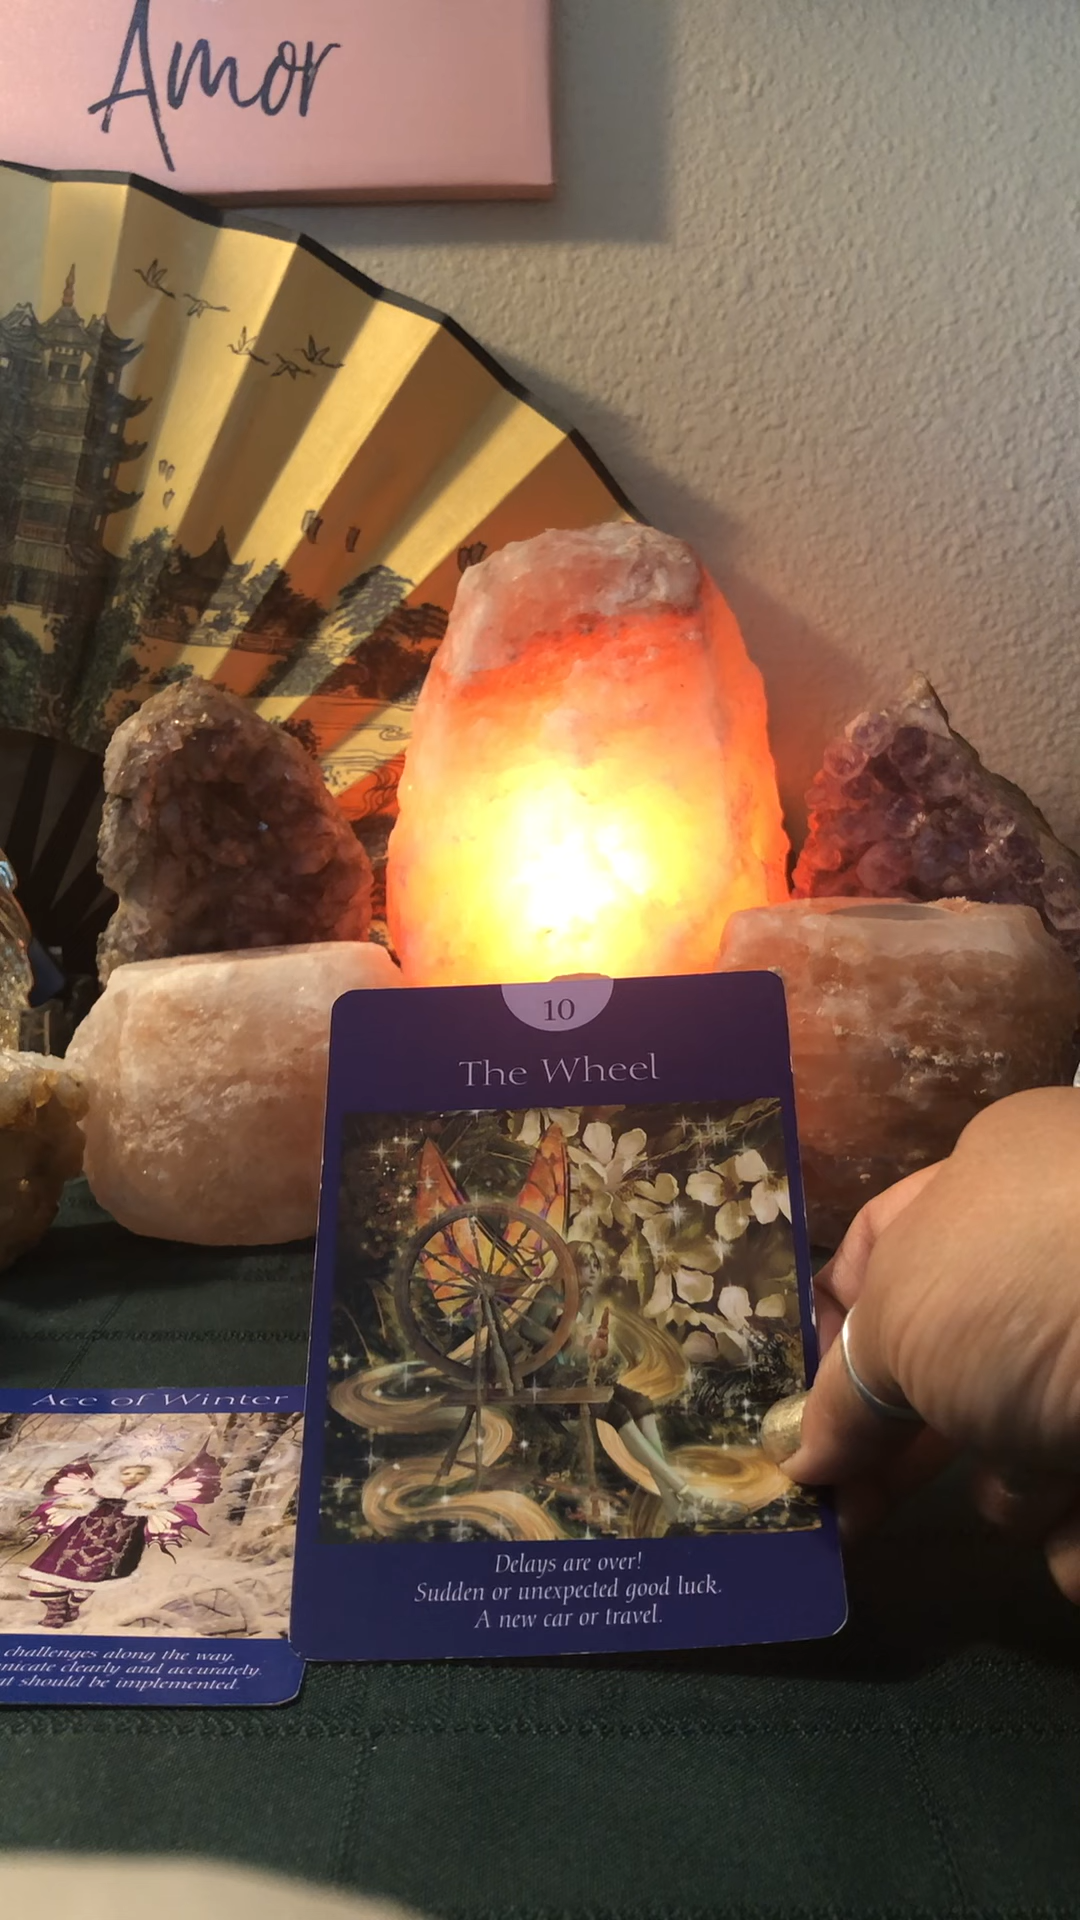 Amor
10
The Wheel
Delays are over!
Sudden or unexpected good luck.
A new car or travel.
Ace of Winter
challenges along the way.
clearly and accurately.
should be implemented.